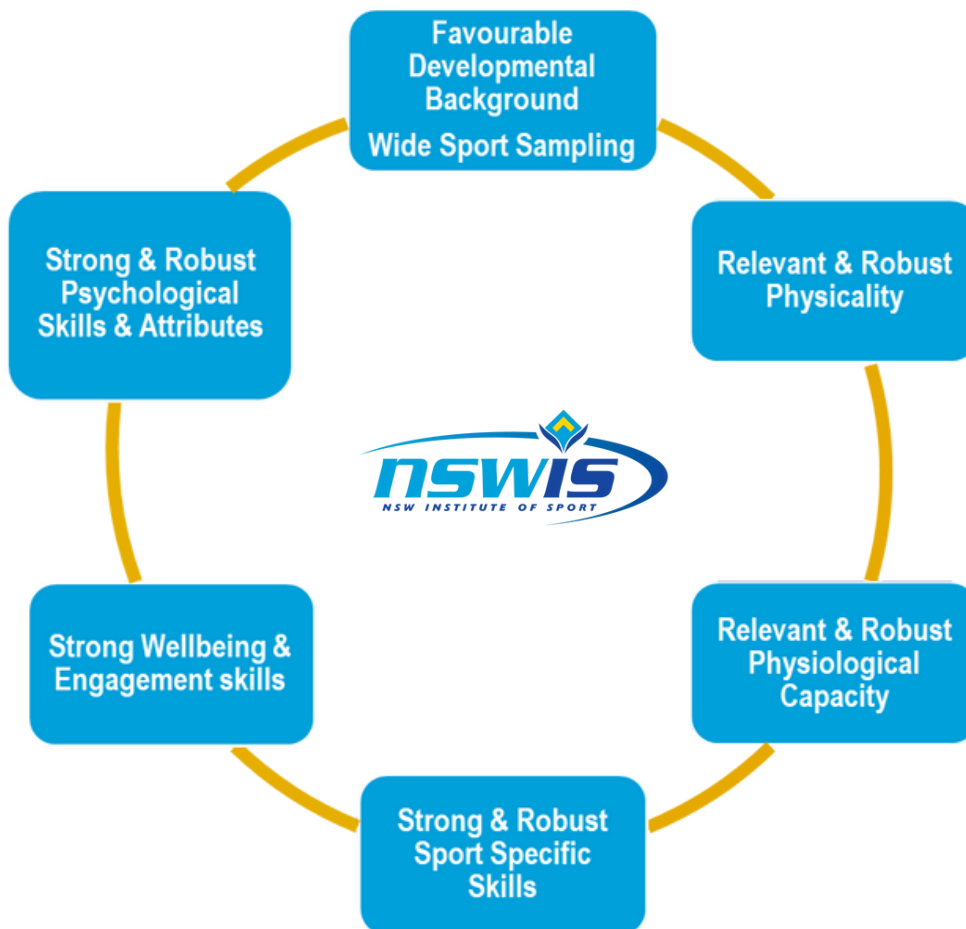 Favourable
Developmental
Background
Wide Sport Sampling
Relevant & Robust
Physicality
Relevant & Robust
Physiological
Capacity
Strong & Robust
Sport Specific
Skills
Strong Wellbeing &
Engagement skills
Strong & Robust
Psychological
Skills & Attributes
nswis
NSW INSTITUTE OF SPORT